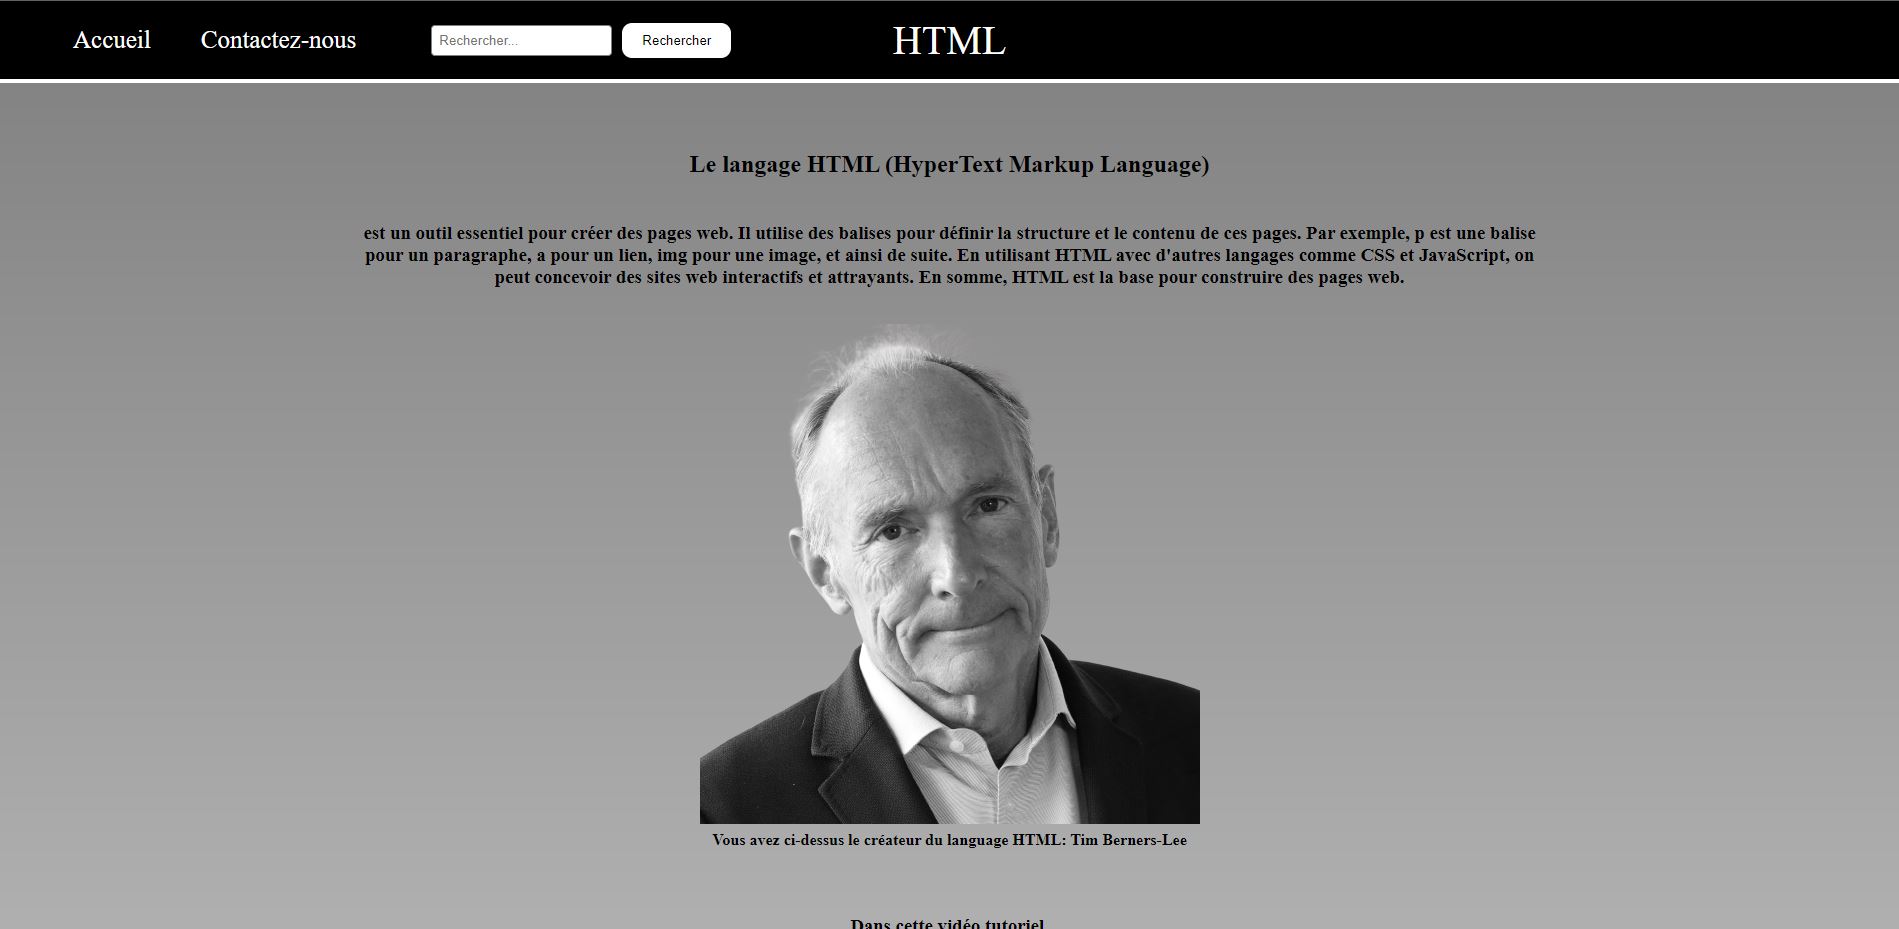 Accueil Contactez-nous Rechercher... Rechercher HTML
Le langage HTML (HyperText Markup Language)
est un outil essentiel pour créer des pages web. Il utilise des balises pour définir la structure et le contenu de ces pages. Par exemple, p est une balise
pour un paragraphe, a pour un lien, img pour une image, et ainsi de suite. En utilisant HTML avec d'autres langages comme CSS et JavaScript, on
peut concevoir des sites web interactifs et attrayants. En somme, HTML est la base pour construire des pages web.
Vous avez ci-dessus le créateur du language HTML: Tim Berners-Lee
Dans cette vidéo tutoriel